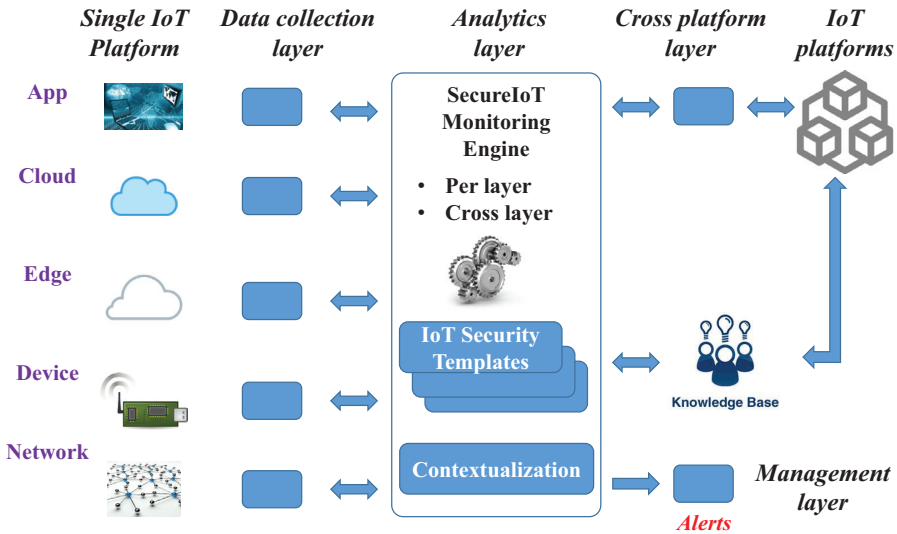 Single IoT
Platform
Data collection
layer
Analytics
layer
Cross platform
layer
IoT
platforms
App
Cloud
Edge
Device
Network
SecureIoT
Monitoring
Engine
• Per layer
• Cross layer
IoT Security
Templates
Contextualization
Knowledge Base
Alerts
Management
layer